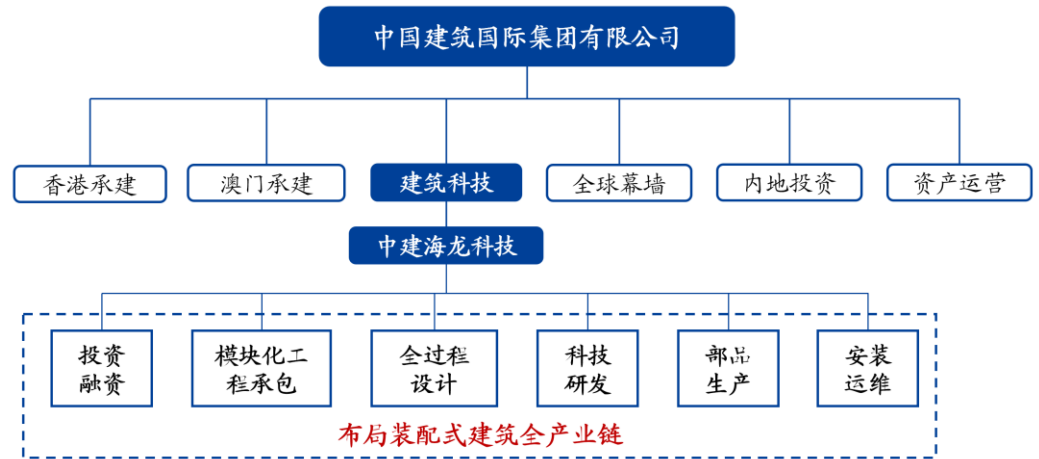 中国建筑国际集团有限公司
香港承建
澳门承建
建筑科技
全球幕墙
内地投资
资产运营
中建海龙科技
投资
融资
模块化工
程承包
全过程
设计
科技
研发
部品
生产
安装
运维
布局装配式建筑全产业链